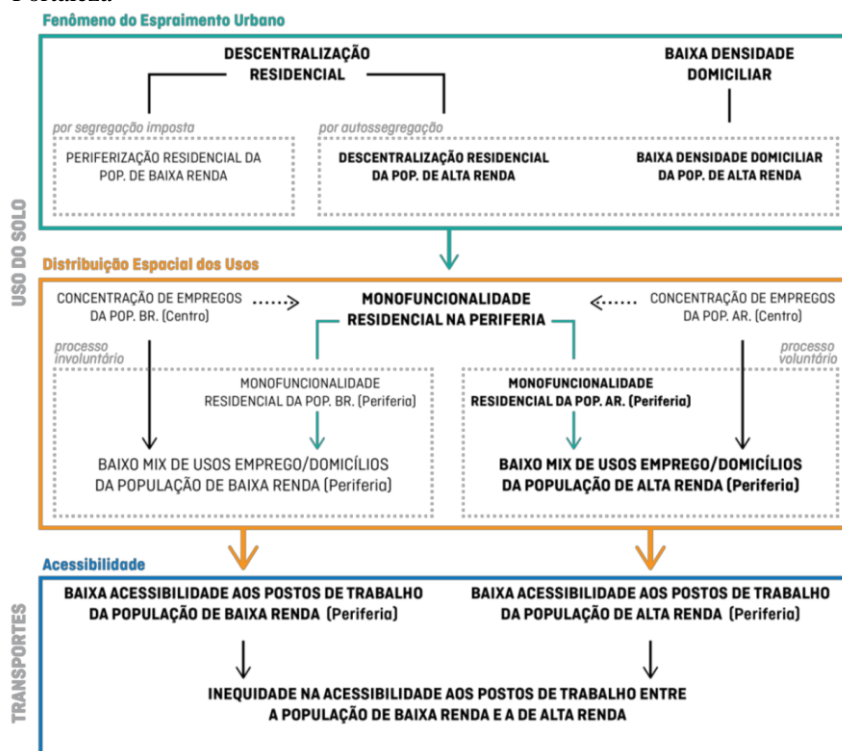 Fortaleza
Fenômeno do Espraimento Urbano
DESCENTRALIZAÇÃO
RESIDENCIAL
BAIXA DENSIDADE
DOMICILIAR
por segregação imposta
PERIFERIZAÇÃO RESIDENCIAL DA
POP. DE BAIXA RENDA
por autossegregação
DESCENTRALIZAÇÃO RESIDENCIAL
DA POP. DE ALTA RENDA
BAIXA DENSIDADE DOMICILIAR
DA POP. DE ALTA RENDA
USO DO SOLO
Distribuição Espacial dos Usos
CONCENTRAÇÃO DE EMPREGOS
DA POP. BR. (Centro)
MONOFUNCIONALIDADE
RESIDENCIAL NA PERIFERIA
CONCENTRAÇÃO DE EMPREGOS
DA POP. AR. (Centro)
processo
involuntário
processo
voluntário
MONOFUNCIONALIDADE
RESIDENCIAL DA POP. BR. (Periferia)
MONOFUNCIONALIDADE
RESIDENCIAL DA POP. AR. (Periferia)
BAIXO MIX DE USOS EMPREGO/DOMICÍLIOS
DA POPULAÇÃO DE BAIXA RENDA (Periferia)
BAIXO MIX DE USOS EMPREGO/DOMICÍLIOS
DA POPULAÇÃO DE ALTA RENDA (Periferia)
TRANSPORTES
Acessibilidade
BAIXA ACESSIBILIDADE AOS POSTOS DE TRABALHO
DA POPULAÇÃO DE BAIXA RENDA (Periferia)
BAIXA ACESSIBILIDADE AOS POSTOS DE TRABALHO
DA POPULAÇÃO DE ALTA RENDA (Periferia)
INEQUIDADE NA ACESSIBILIDADE AOS POSTOS DE TRABALHO ENTRE
A POPULAÇÃO DE BAIXA RENDA E A DE ALTA RENDA